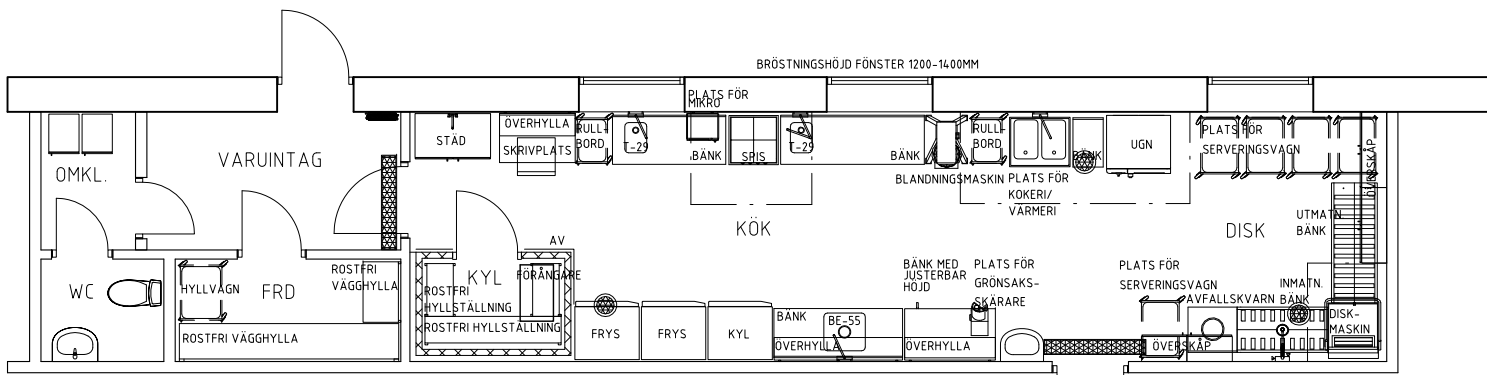 BRÖSTNINGSHÖJD FÖNSTER 1200-1400MM
PLATS FÖR
MIKRO
STÄD
ÖVERHYLLA
SKRIVPLATS
RULL-
BORD
T-29
BÄNK
SPIS
T-29
BÄNK
RULL-
BORD
BÄNK
UGN
PLATS FÖR
SERVERINGSVAGN
ÖVERSKÅP
BLANDNINGSMASKIN
PLATS FÖR
KOKERI/
VÄRMERI
OMKL.
VARUINTAG
KÖK
DISK
UTMATN.
BÄNK
AV
WC
HYLLVAGN
FRD
ROSTFRI
VÄGGHYLLA
ROSTFRI VÄGGHYLLA
KYL
FÖRÅNGARE
ROSTFRI
HYLLSTÄLLNING
ROSTFRI HYLLSTÄLLNING
FRYS
FRYS
KYL
BÄNK
BE-55
ÖVERHYLLA
BÄNK MED
JUSTERBAR
HÖJD
ÖVERHYLLA
PLATS FÖR
GRÖNSAKS-
SKÄRARE
PLATS FÖR
SERVERINGSVAGN
AVFALLSKVARN
INMATN.
BÄNK
ÖVERSKÅP
DISK-
MASKIN